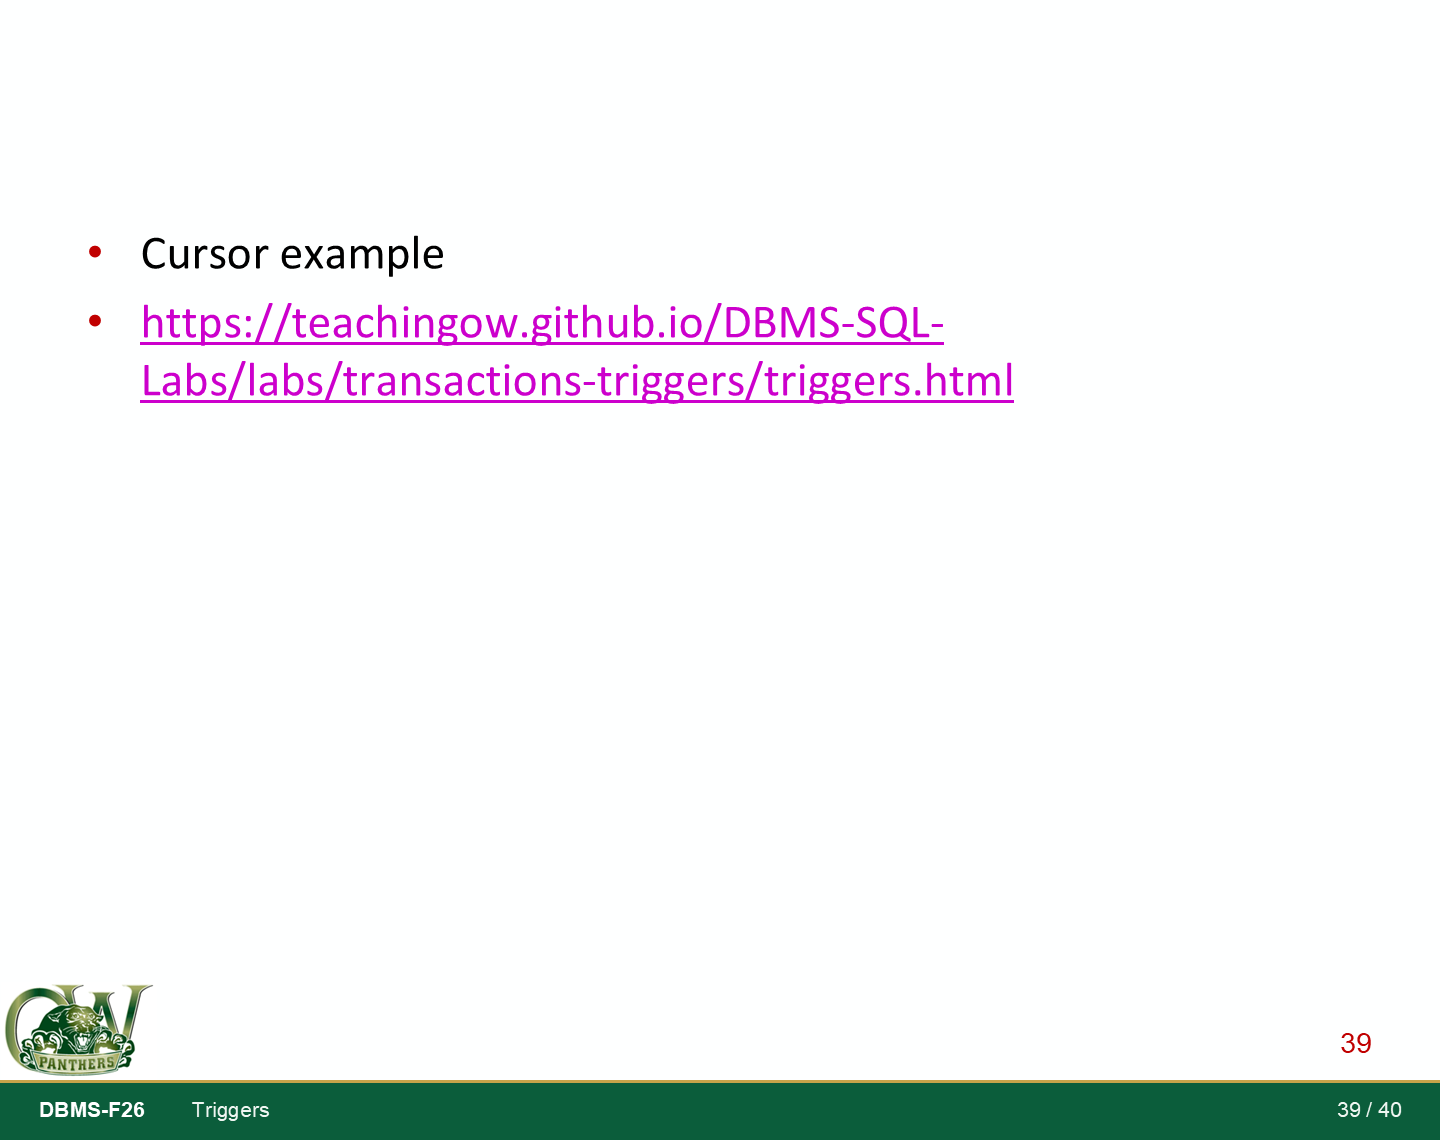 • Cursor example
• https://teachingow.github.io/DBMS-SQL-
Labs/labs/transactions-triggers/triggers.html
OW
PANTHERS
39
DBMS-F26 Triggers 39 / 40